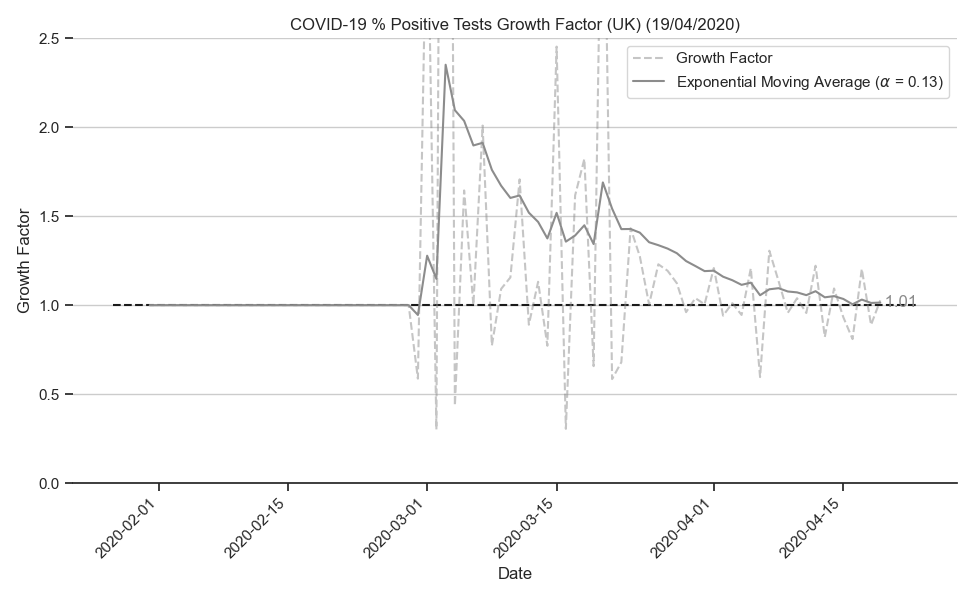 COVID-19 % Positive Tests Growth Factor (UK) (19/04/2020)
2.5
Growth Factor
Exponential Moving Average (α = 0.13)
2.0
1.5
1.0
1.01
0.5
0.0
Growth Factor
2020-02-01
2020-02-15
2020-03-01
2020-03-15
2020-04-01
2020-04-15
Date